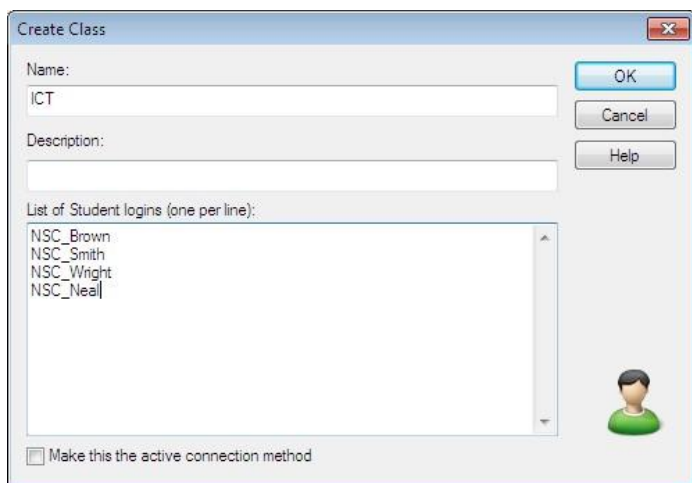 Create Class
Name:
ICT
Description:
List of Student logins (one per line):
NSC_Brown
NSC_Smith
NSC_Wright
NSC_Neal
Make this the active connection method
OK
Cancel
Help